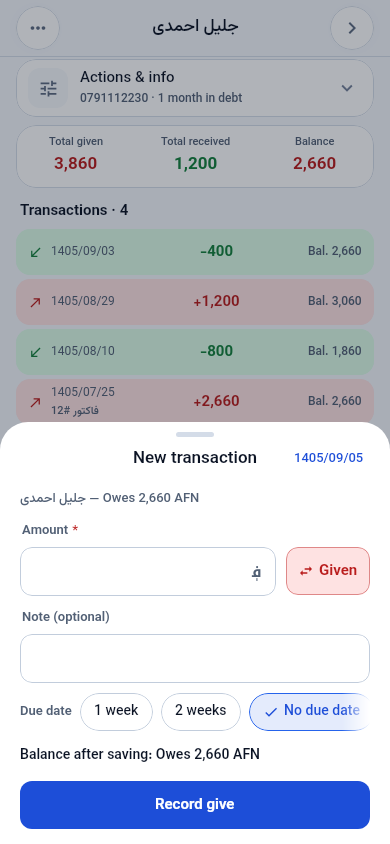 جلیل احمدی
Actions & info
0791112230 · 1 month in debt
Total given Total received Balance
3,860 1,200 2,660
Transactions · 4
1405/09/03 -400 Bal. 2,660
1405/08/29 +1,200 Bal. 3,060
1405/08/10 -800 Bal. 1,860
1405/07/25 +2,660 Bal. 2,660
فاکتور #12
New transaction 1405/09/05
جلیل احمدی — Owes 2,660 AFN
Amount *
؋ Given
Note (optional)
Due date 1 week 2 weeks No due date
Balance after saving: Owes 2,660 AFN
Record give